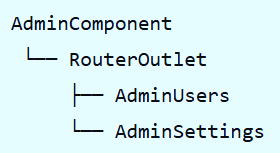 AdminComponent
└── RouterOutlet
├── AdminUsers
└── AdminSettings